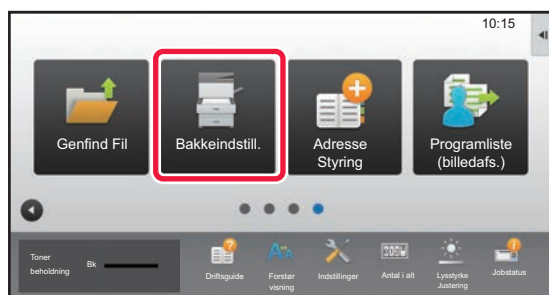 10:15
Genfind Fil
Bakkeindstill.
Adresse
Styring
Programliste
(billedafs.)
Toner
beholdning
Bk
Driftsguide
Forstør
visning
Indstillinger
Antal i alt
Lysstyrke
Justering
Jobstatus